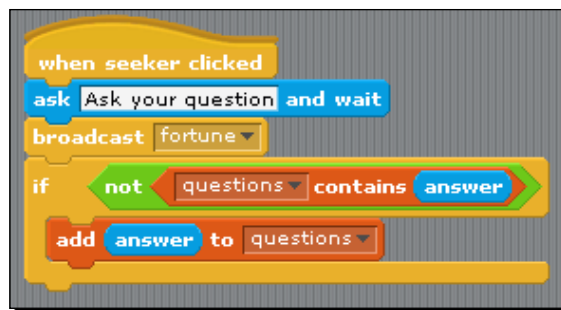 when seeker clicked
ask Ask your question and wait
broadcast fortune
if not questions contains answer
add answer to questions